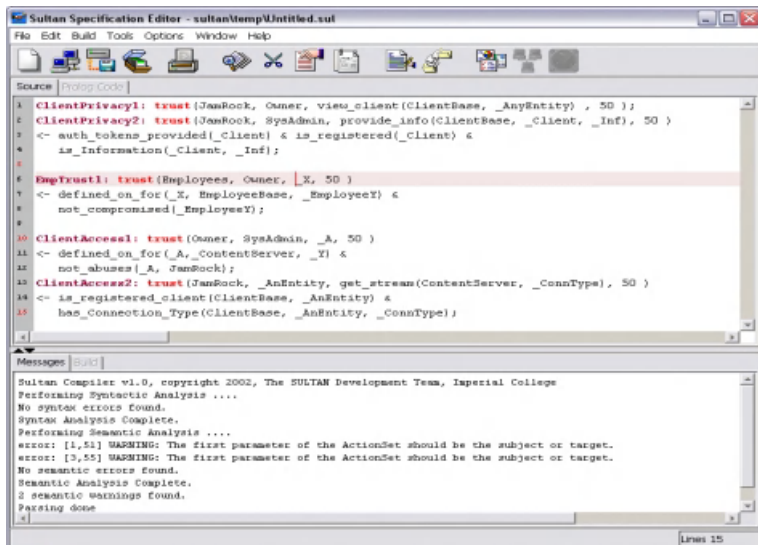 Sultan Specification Editor - sultan\temp\Untitled.sul
File Edit Build Tools Options Window Help
Source Prolog Code
1 ClientPrivacy1: trust(JamRock, Owner, view_client(ClientBase, _AnyEntity) , 50 );
2 ClientPrivacy2: trust(JamRock, SysAdmin, provide_info(ClientBase, _Client, _Inf), 50 )
3 <- auth_tokens_provided(_Client) & is_registered(_Client) &
4 is_Information(_Client, _Inf);
5
6 EmpTrust1: trust(Employees, Owner, _X, 50 )
7 <- defined_on_for(_X, EmployeeBase, _EmployeeY) &
8 not_compromised(_EmployeeY);
9
10 ClientAccess1: trust(Owner, SysAdmin, _A, 50 )
11 <- defined_on_for(_A,_ContentServer, _Y) &
12 not_abuses(_A, JamRock);
13 ClientAccess2: trust(JamRock, _AnEntity, get_stream(ContentServer, _ConnType), 50 )
14 <- is_registered_client(ClientBase, _AnEntity) &
15 has_Connection_Type(ClientBase, _AnEntity, _ConnType);
Messages Build
Sultan Compiler v1.0, copyright 2002, The SULTAN Development Team, Imperial College
Performing Syntactic Analysis ....
No syntax errors found.
Syntax Analysis Complete.
Performing Semantic Analysis ....
error: [1,51] WARNING: The first parameter of the ActionSet should be the subject or target.
error: [3,55] WARNING: The first parameter of the ActionSet should be the subject or target.
No semantic errors found.
Semantic Analysis Complete.
2 semantic warnings found.
Parsing done
Lines 15